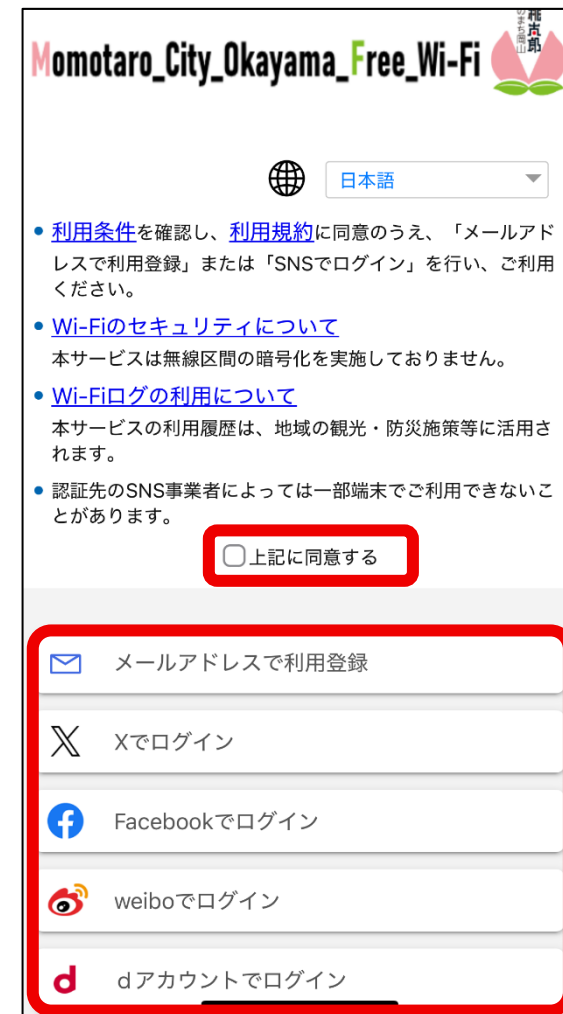 Momotaro_City_Okayama_Free_Wi-Fi
桃太郎
のまち岡山
日本語
利用条件を確認し、利用規約に同意のうえ、「メールアド
レスで利用登録」または「SNSでログイン」を行い、ご利用
ください。
Wi-Fiのセキュリティについて
本サービスは無線区間の暗号化を実施しておりません。
Wi-Fiログの利用について
本サービスの利用履歴は、地域の観光・防災施策等に活用さ
れます。
認証先のSNS事業者によっては一部端末でご利用できないこ
とがあります。
上記に同意する
メールアドレスで利用登録
Xでログイン
Facebookでログイン
weiboでログイン
dアカウントでログイン